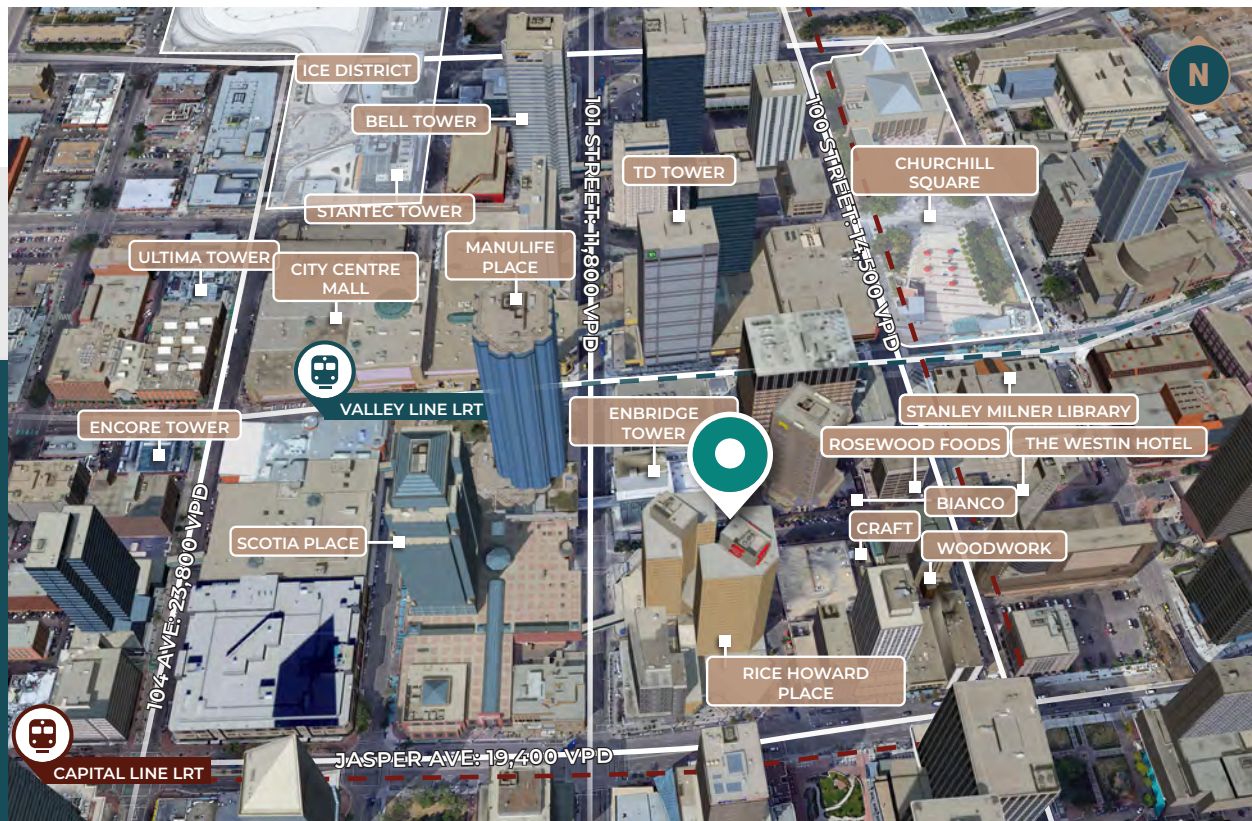 N
ICE DISTRICT
BELL TOWER
101 STREET: 11,800 VPD
100 STREET: 14,500 VPD
TD TOWER
CHURCHILL
SQUARE
STANTEC TOWER
ULTIMA TOWER
CITY CENTRE
MALL
MANULIFE
PLACE
VALLEY LINE LRT
ENCORE TOWER
ENBRIDGE
TOWER
STANLEY MILNER LIBRARY
ROSEWOOD FOODS
THE WESTIN HOTEL
BIANCO
CRAFT
WOODWORK
SCOTIA PLACE
104 AVE: 23,800 VPD
RICE HOWARD
PLACE
JASPER AVE: 19,400 VPD
CAPITAL LINE LRT